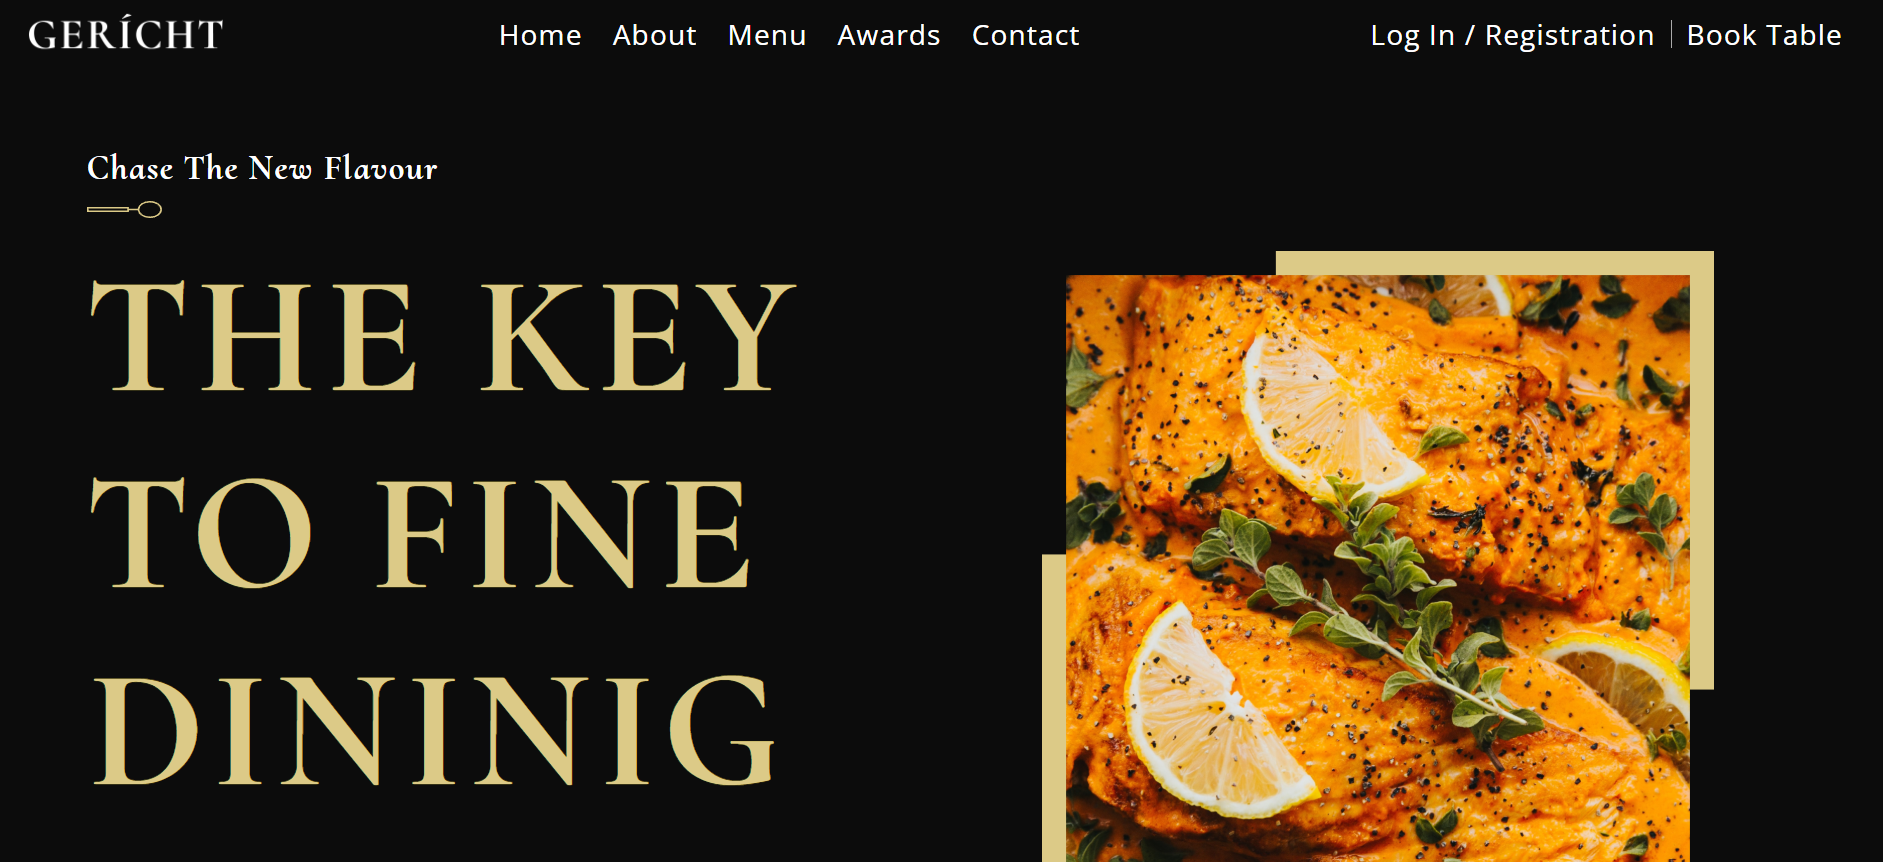 GERÍCHT
Home About Menu Awards Contact
Log In / Registration | Book Table
Chase The New Flavour
THE KEY
TO FINE
DININIG